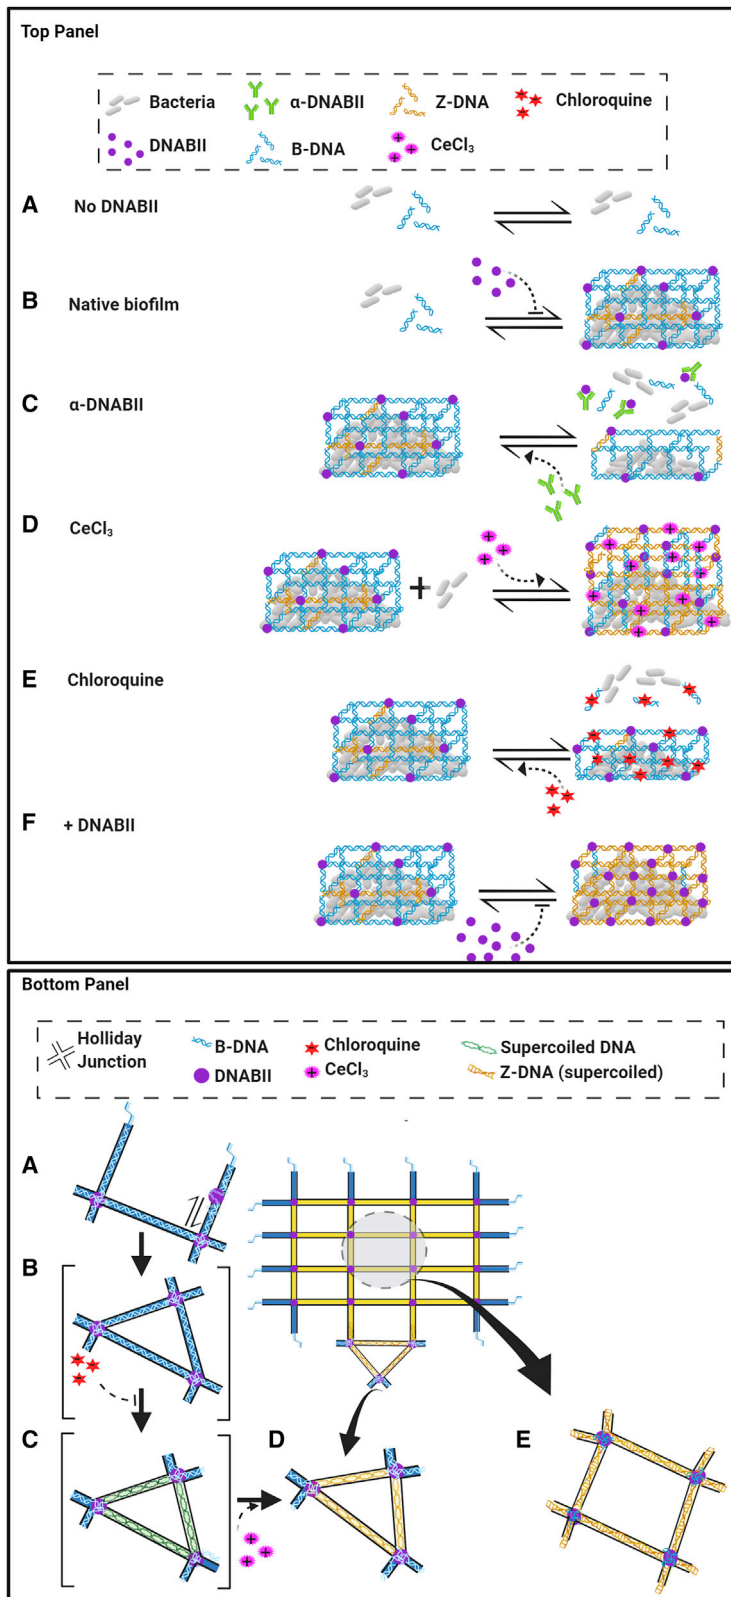 Top Panel
Bacteria
α-DNABII
Z-DNA
Chloroquine
DNABII
B-DNA
CeCl₃
A
No DNABII
B
Native biofilm
C
α-DNABII
D
CeCl₃
+
E
Chloroquine
F
+ DNABII
Bottom Panel
Holliday
Junction
B-DNA
Chloroquine
Supercoiled DNA
DNABII
CeCl₃
Z-DNA (supercoiled)
A
B
C
D
E